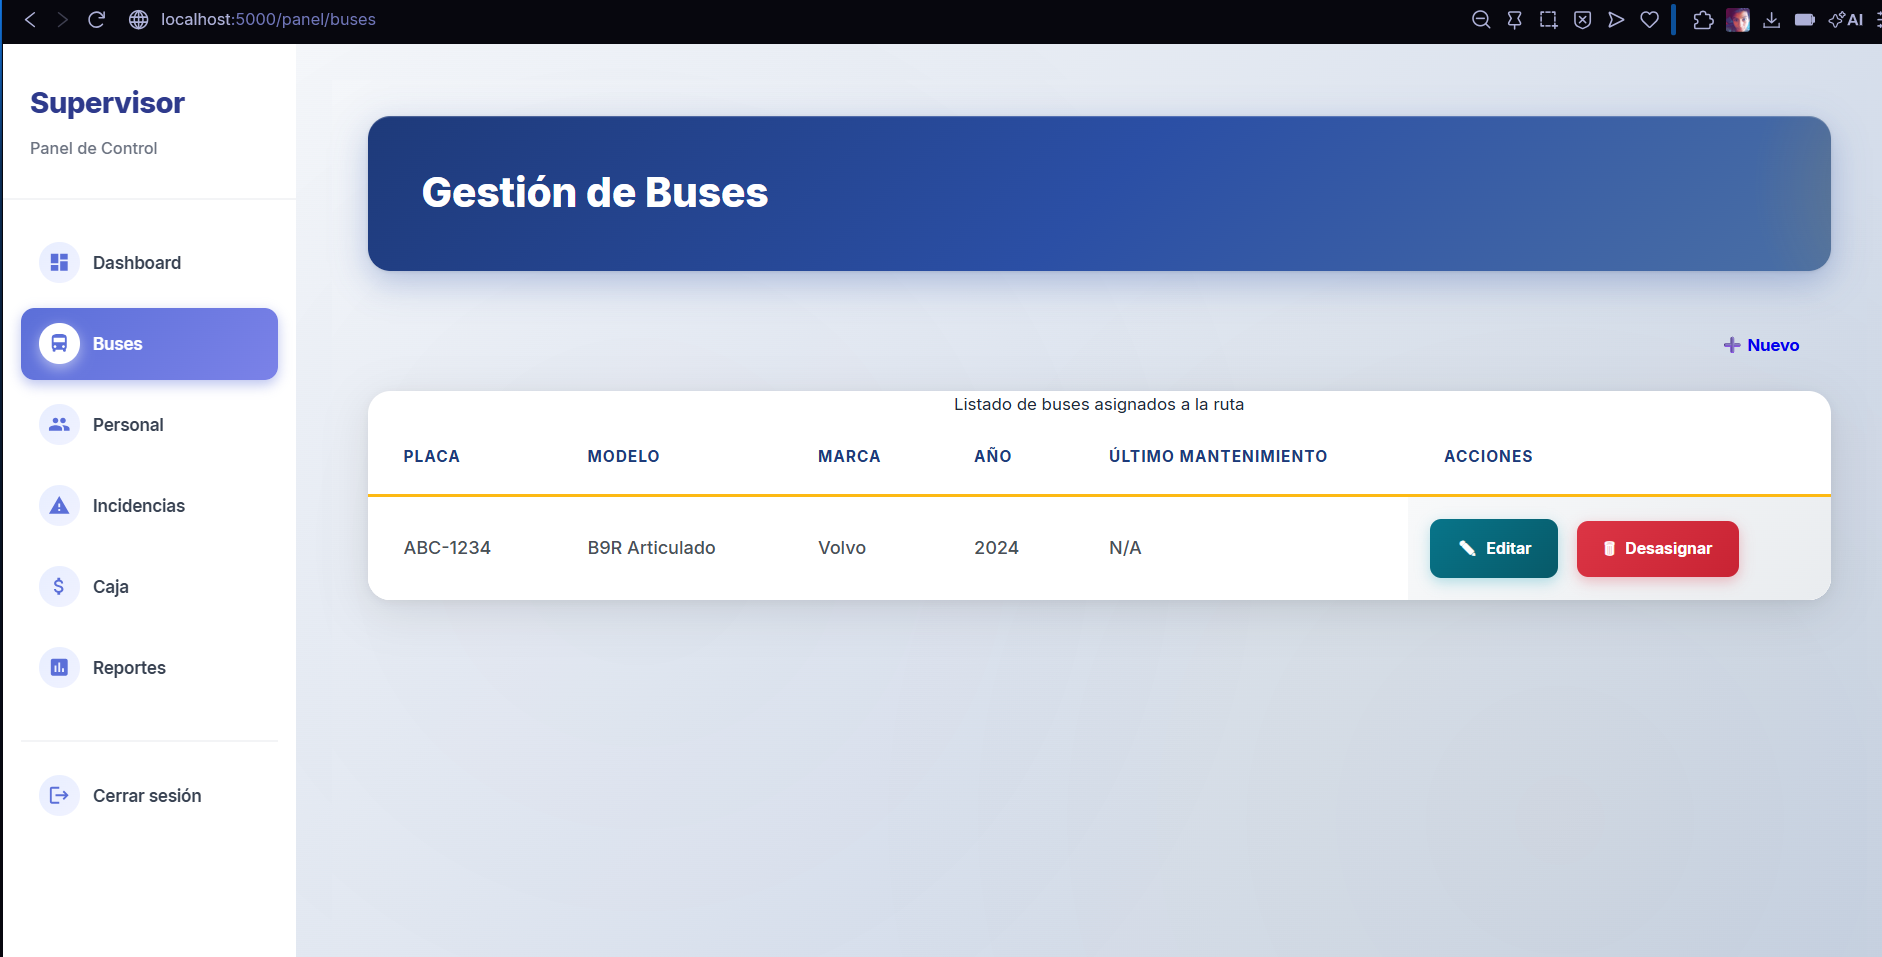 localhost:5000/panel/buses
AI
Supervisor
Panel de Control
Dashboard
Buses
Personal
Incidencias
Caja
Reportes
Cerrar sesión
Gestión de Buses
Nuevo
Listado de buses asignados a la ruta
PLACA MODELO MARCA AÑO ÚLTIMO MANTENIMIENTO ACCIONES
ABC-1234 B9R Articulado Volvo 2024 N/A Editar Desasignar